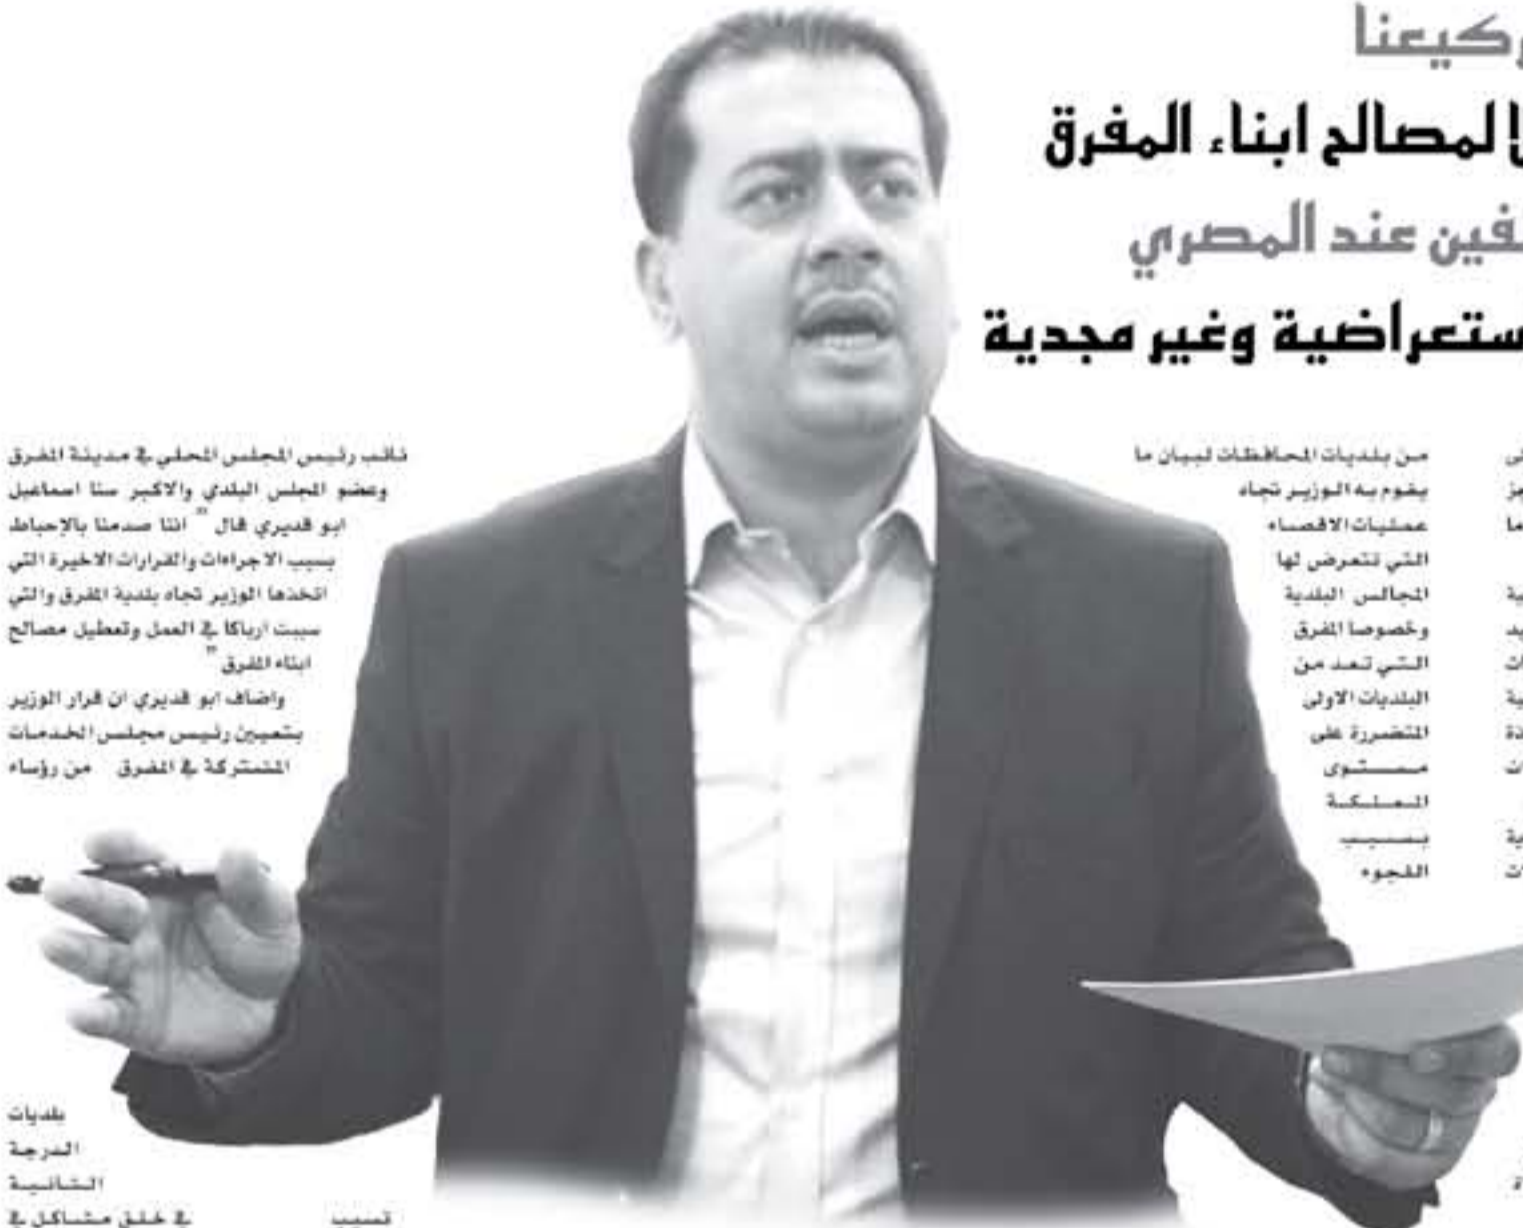 وكيعنا
لمصالح ابناء المفرق
فين عند المصري
ستعراضية وغير مجدية
من بلديات المحافظات لبيان ما
يقوم به الوزير تجاه
عمليات الاقصاء
التي تتعرض لها
المجالس البلدية
وخصوصا المفرق
التي تعد من
البلديات الاولى
المتضررة على
مستوى
المملكة
بسبب
اللجوء
نائب رئيس المجلس المحلي في مدينة المفرق
وعضو المجلس البلدي والاكبر سنا اسماعيل
ابو قديري قال " اننا صدمنا بالإحباط
بسبب الاجراءات والقرارات الاخيرة التي
اتخذها الوزير تجاه بلدية المفرق والتي
سببت ارباكا في العمل وتعطيل مصالح
ابناء المفرق "
واضاف ابو قديري ان قرار الوزير
بتعيين رئيس مجلس الخدمات
المشتركة في المفرق من رؤساء
بلديات
الدرجة
الثانية
تسبب في خلق مشاكل في